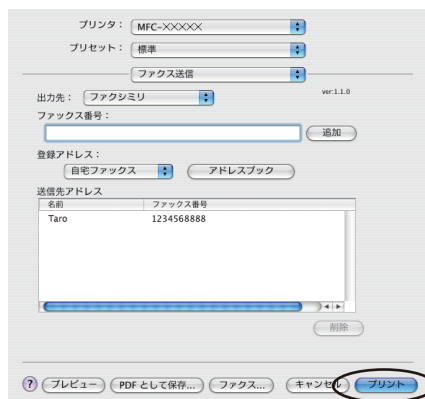 プリンタ： MFC-XXXXX
プリセット： 標準
ファクス送信
出力先： ファクシミリ ver:1.1.0
ファックス番号：
追加
登録アドレス：
自宅ファックス アドレスブック
送信先アドレス
名前 ファックス番号
Taro 1234568888
削除
? プレビュー PDF として保存... ファクス... キャンセル プリント